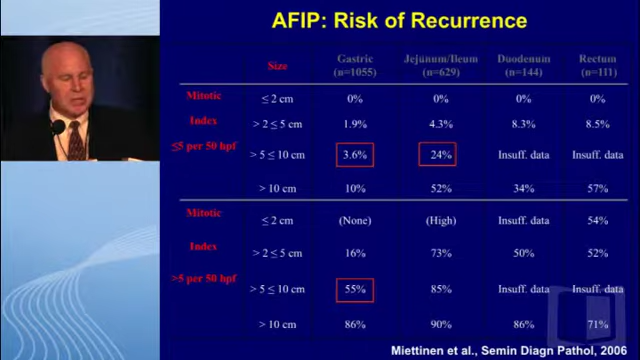 AFIP: Risk of Recurrence
Size Gastric (n=1055) Jejunum/Ileum (n=629) Duodenum (n=144) Rectum (n=111)
Mitotic ≤ 2 cm 0% 0% 0% 0%
Index > 2 ≤ 5 cm 1.9% 4.3% 8.3% 8.5%
≤5 per 50 hpf > 5 ≤ 10 cm 3.6% 24% Insuff. data Insuff. data
> 10 cm 10% 52% 34% 57%
Mitotic ≤ 2 cm (None) (High) Insuff. data 54%
Index > 2 ≤ 5 cm 16% 73% 50% 52%
>5 per 50 hpf > 5 ≤ 10 cm 55% 85% Insuff. data Insuff. data
> 10 cm 86% 90% 86% 71%
Miettinen et al., Semin Diagn Pathol, 2006